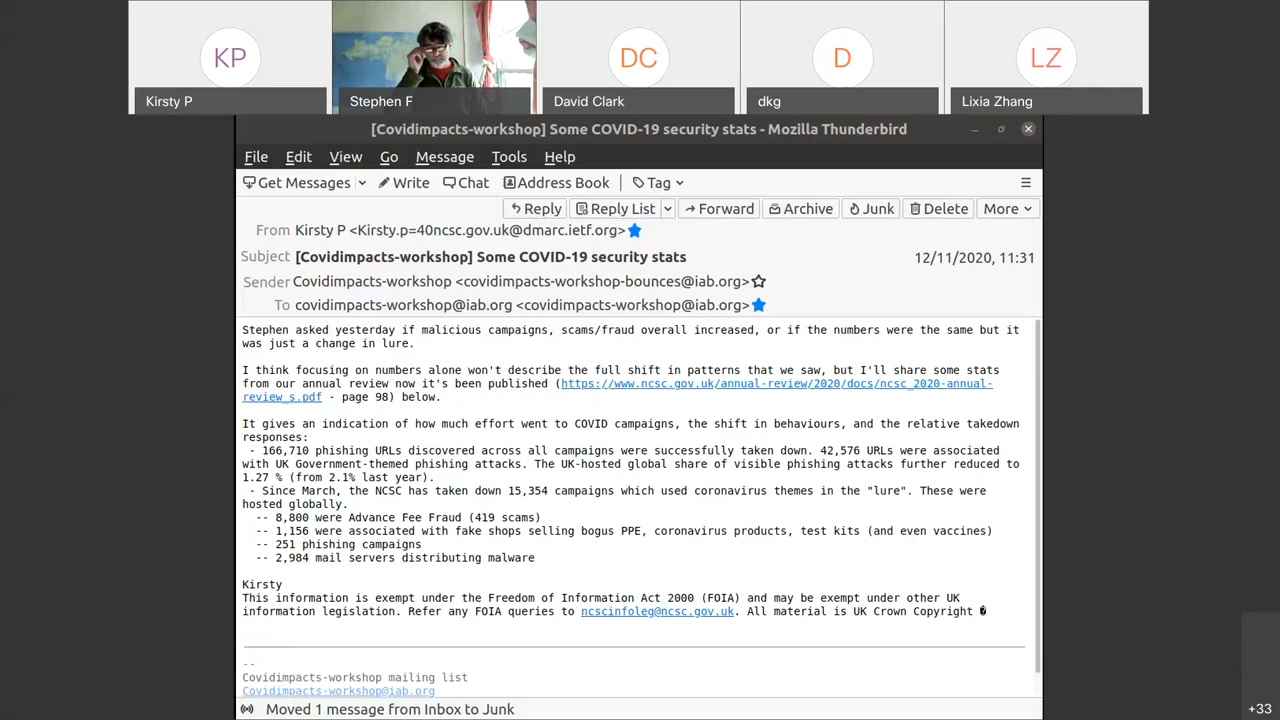 KP
DC
D
LZ
Kirsty P
Stephen F
David Clark
dkg
Lixia Zhang
[Covidimpacts-workshop] Some COVID-19 security stats - Mozilla Thunderbird
File Edit View Go Message Tools Help
Get Messages Write Chat Address Book Tag
Reply Reply List Forward Archive Junk Delete More
From Kirsty P <Kirsty.p=40ncsc.gov.uk@dmarc.ietf.org>
Subject [Covidimpacts-workshop] Some COVID-19 security stats 12/11/2020, 11:31
Sender Covidimpacts-workshop <covidimpacts-workshop-bounces@iab.org>
To covidimpacts-workshop@iab.org <covidimpacts-workshop@iab.org>
Stephen asked yesterday if malicious campaigns, scams/fraud overall increased, or if the numbers were the same but it
was just a change in lure.
I think focusing on numbers alone won't describe the full shift in patterns that we saw, but I'll share some stats
from our annual review now it's been published (https://www.ncsc.gov.uk/annual-review/2020/docs/ncsc_2020-annual-
review_s.pdf - page 98) below.
It gives an indication of how much effort went to COVID campaigns, the shift in behaviours, and the relative takedown
responses:
- 166,710 phishing URLs discovered across all campaigns were successfully taken down. 42,576 URLs were associated
with UK Government-themed phishing attacks. The UK-hosted global share of visible phishing attacks further reduced to
1.27 % (from 2.1% last year).
- Since March, the NCSC has taken down 15,354 campaigns which used coronavirus themes in the "lure". These were
hosted globally.
-- 8,800 were Advance Fee Fraud (419 scams)
-- 1,156 were associated with fake shops selling bogus PPE, coronavirus products, test kits (and even vaccines)
-- 251 phishing campaigns
-- 2,984 mail servers distributing malware
Kirsty
This information is exempt under the Freedom of Information Act 2000 (FOIA) and may be exempt under other UK
information legislation. Refer any FOIA queries to ncscinfoleg@ncsc.gov.uk. All material is UK Crown Copyright �
--
Covidimpacts-workshop mailing list
Covidimpacts-workshop@iab.org
Moved 1 message from Inbox to Junk
+33